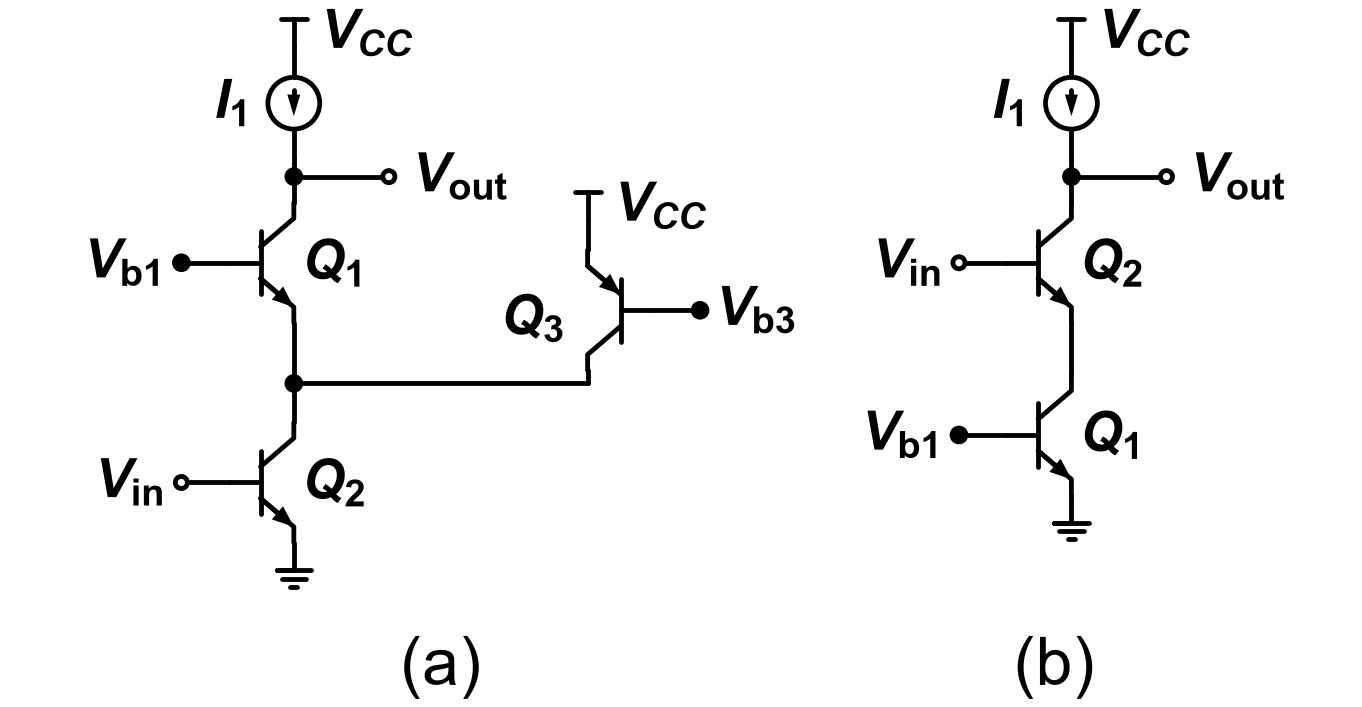 VCC
I1
Vout
VCC
Vb1
Q1
Q3
Vb3
Vin
Q2
(a)
VCC
I1
Vout
Vin
Q2
Vb1
Q1
(b)